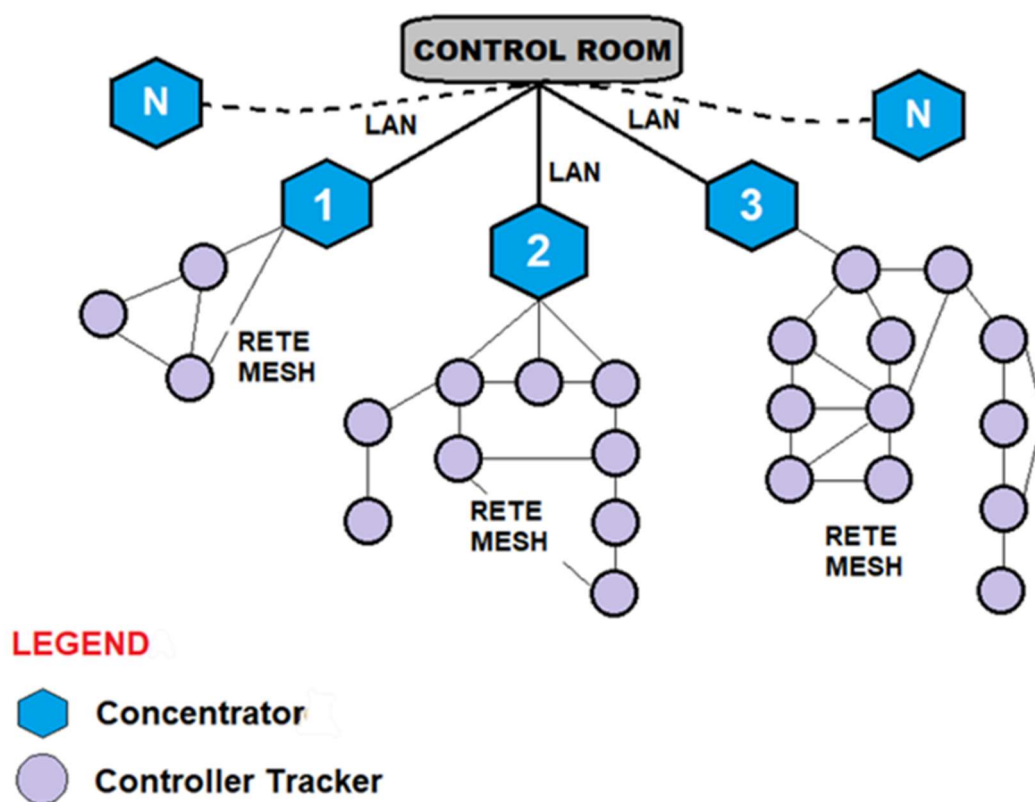 CONTROL ROOM
N
N
LAN
LAN
LAN
1
2
3
RETE
MESH
RETE
MESH
RETE
MESH
LEGEND
Concentrator
Controller Tracker